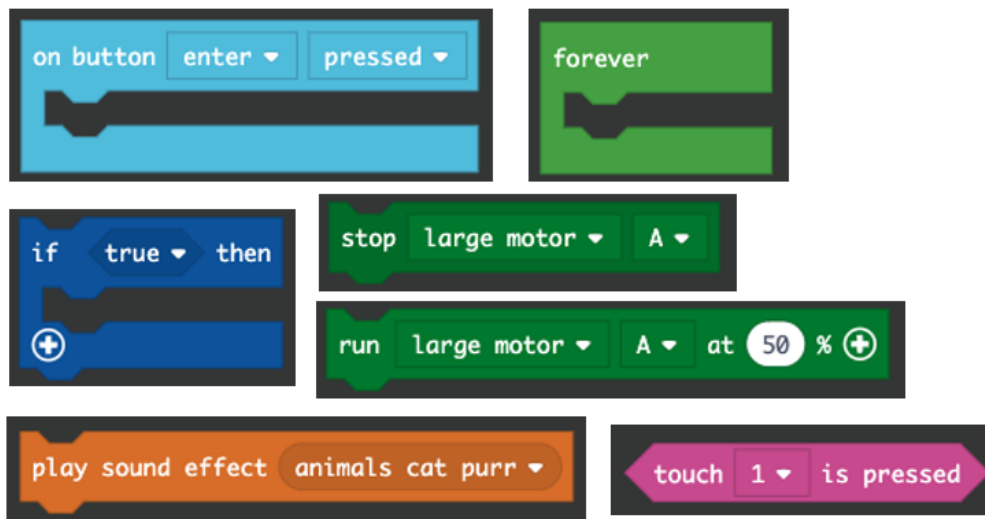 on button enter pressed
forever
if true then
stop large motor A
run large motor A at 50 %
play sound effect animals cat purr
touch 1 is pressed